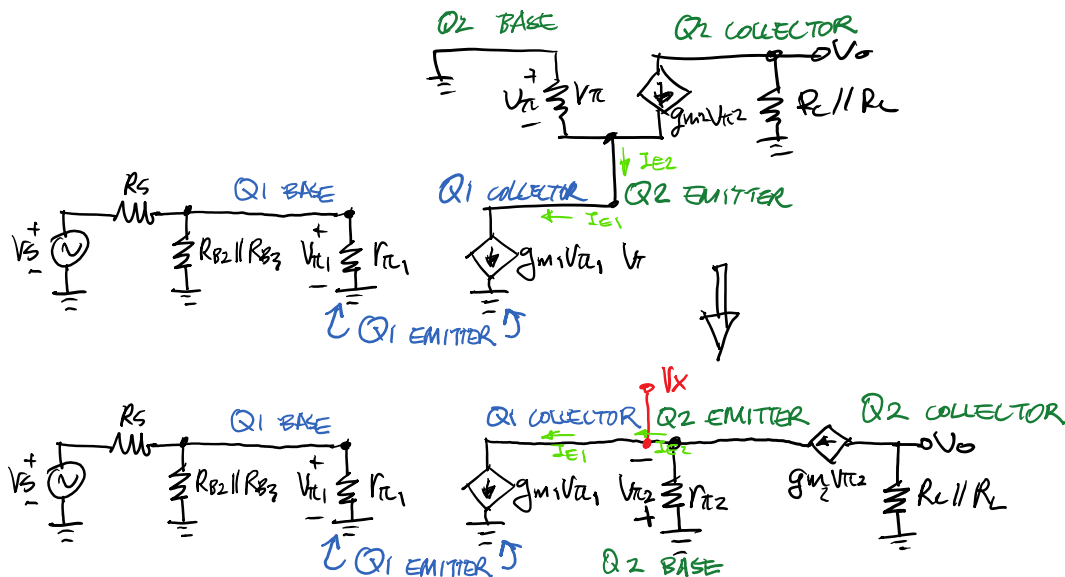 Q2 BASE
Q2 COLLECTOR
Vo
+
Vπ
−
Vπ
gm2Vπ2
RC//RL
IE2
Q1 BASE
Q1 COLLECTOR
Q2 EMITTER
IE1
RS
VS
+
−
RB2//RB3
+
Vπ1
−
rπ1
gm1Vπ1
Q1 EMITTER
VX
RS
Q1 BASE
Q1 COLLECTOR
Q2 EMITTER
Q2 COLLECTOR
IE1
IE2
Vo
VS
+
−
RB2//RB3
+
Vπ1
−
rπ1
gm1Vπ1
−
Vπ2
+
rπ2
gm2Vπ2
RC//RL
Q1 EMITTER
Q2 BASE